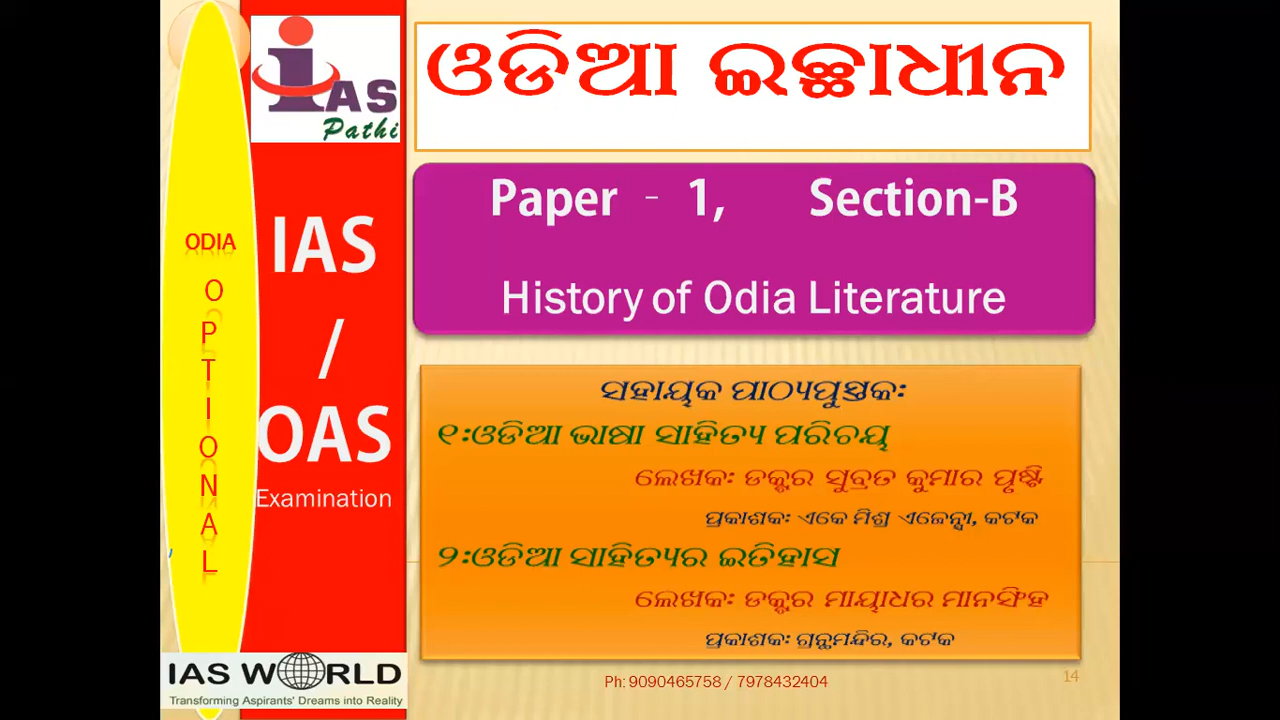 ias
Pathi
ଓଡିଆ ଇଚ୍ଛାଧୀନ
ODIA
OPTIONAL
IAS
/
OAS
Examination
Paper - 1, Section-B
History of Odia Literature
ସହାୟକ ପାଠ୍ୟପୁସ୍ତକ:
୧:ଓଡିଆ ଭାଷା ସାହିତ୍ୟ ପରିଚୟ
ଲେଖକ: ଡକ୍ଟର ସୁବ୍ରତ କୁମାର ପୃଷ୍ଟି
ପ୍ରକାଶକ: ଏକେ ମିଶ୍ର ଏଜେନ୍ସୀ, କଟକ
୨:ଓଡିଆ ସାହିତ୍ୟର ଇତିହାସ
ଲେଖକ: ଡକ୍ଟର ମାୟାଧର ମାନସିଂହ
ପ୍ରକାଶକ: ଗ୍ରନ୍ଥମନ୍ଦିର, କଟକ
IAS WORLD
Transforming Aspirants' Dreams into Reality
Ph: 9090465758 / 7978432404
14